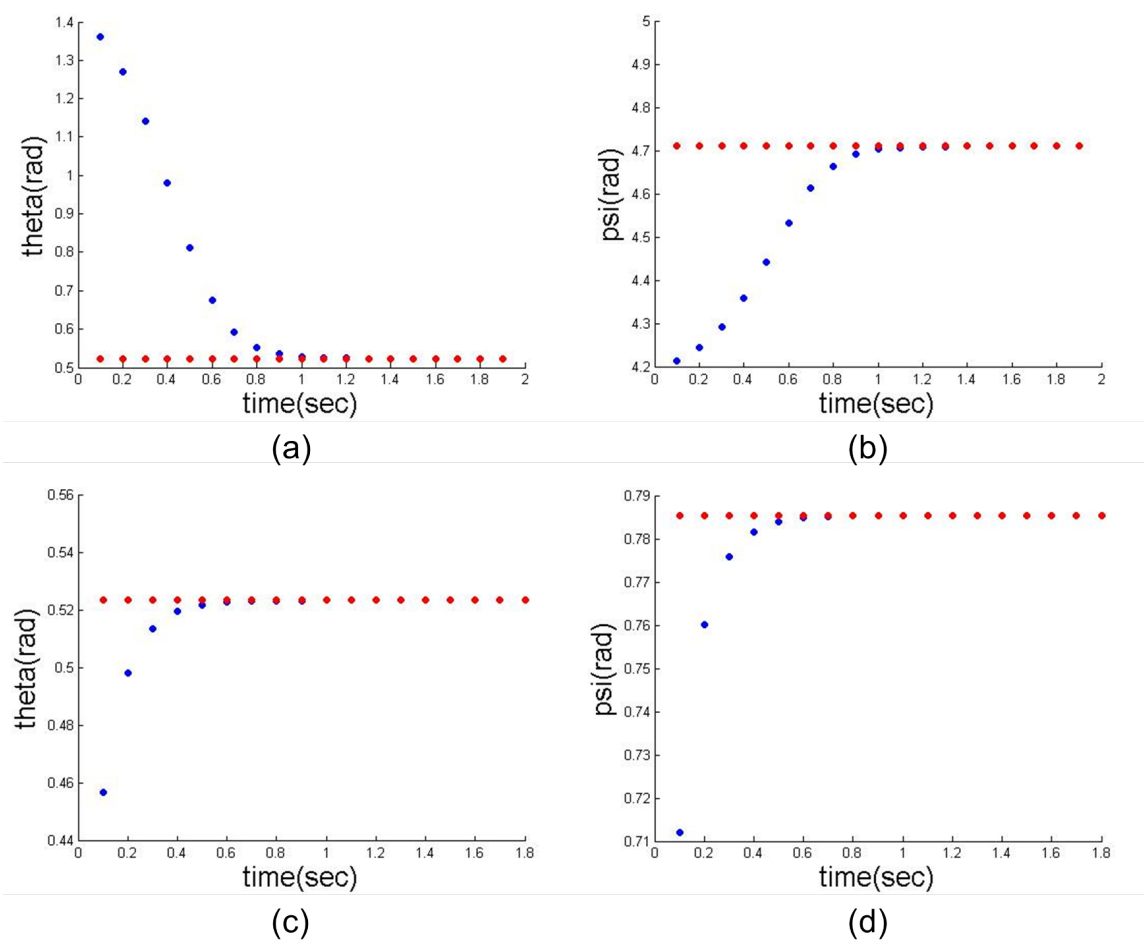 1.4
1.3
1.2
1.1
1
0.9
0.8
0.7
0.6
0.5
theta(rad)
0 0.2 0.4 0.6 0.8 1 1.2 1.4 1.6 1.8 2
time(sec)
(a)
5
4.9
4.8
4.7
4.6
4.5
4.4
4.3
4.2
psi(rad)
0 0.2 0.4 0.6 0.8 1 1.2 1.4 1.6 1.8 2
time(sec)
(b)
0.56
0.54
0.52
0.5
0.48
0.46
0.44
theta(rad)
0 0.2 0.4 0.6 0.8 1 1.2 1.4 1.6 1.8
time(sec)
(c)
0.79
0.78
0.77
0.76
0.75
0.74
0.73
0.72
0.71
psi(rad)
0 0.2 0.4 0.6 0.8 1 1.2 1.4 1.6 1.8
time(sec)
(d)